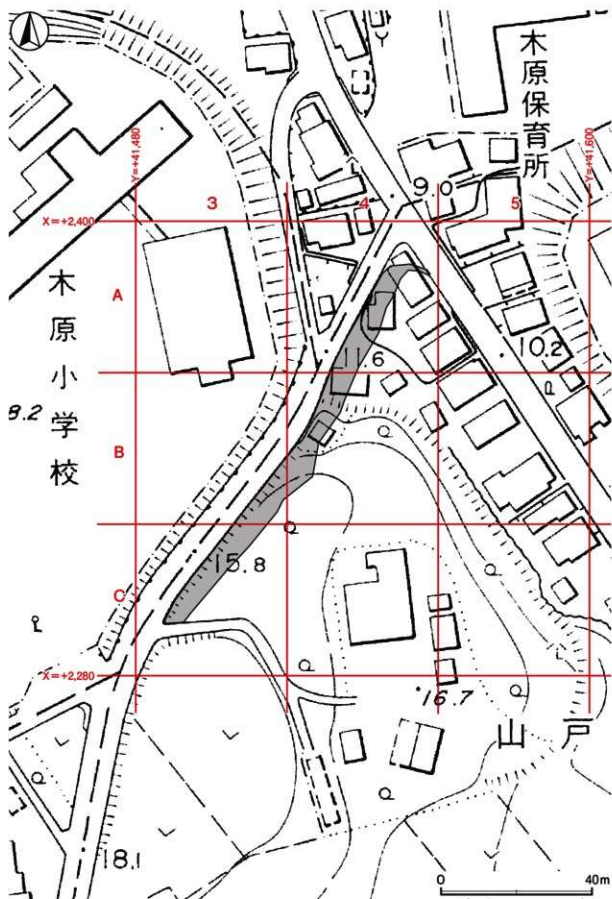 木原保育所
Y=+41,480
Y=+41,600
3
4
5
9.0
X=+2,400
A
木原小学校
11.6
10.2
8.2
B
15.8
C
X=+2,280
16.7
山戸
18.1
0 40m